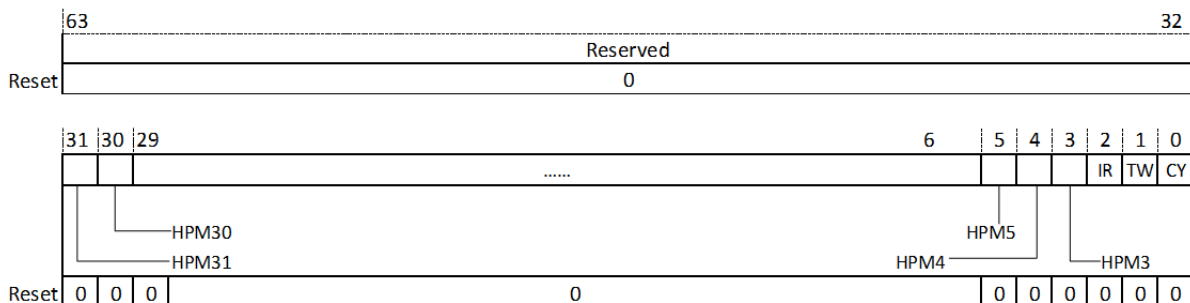 63 32
Reserved
Reset 0
31 30 29 6 5 4 3 2 1 0
...... IR TW CY
HPM30 HPM5
HPM31 HPM4 HPM3
Reset 0 0 0 0 0 0 0 0 0 0